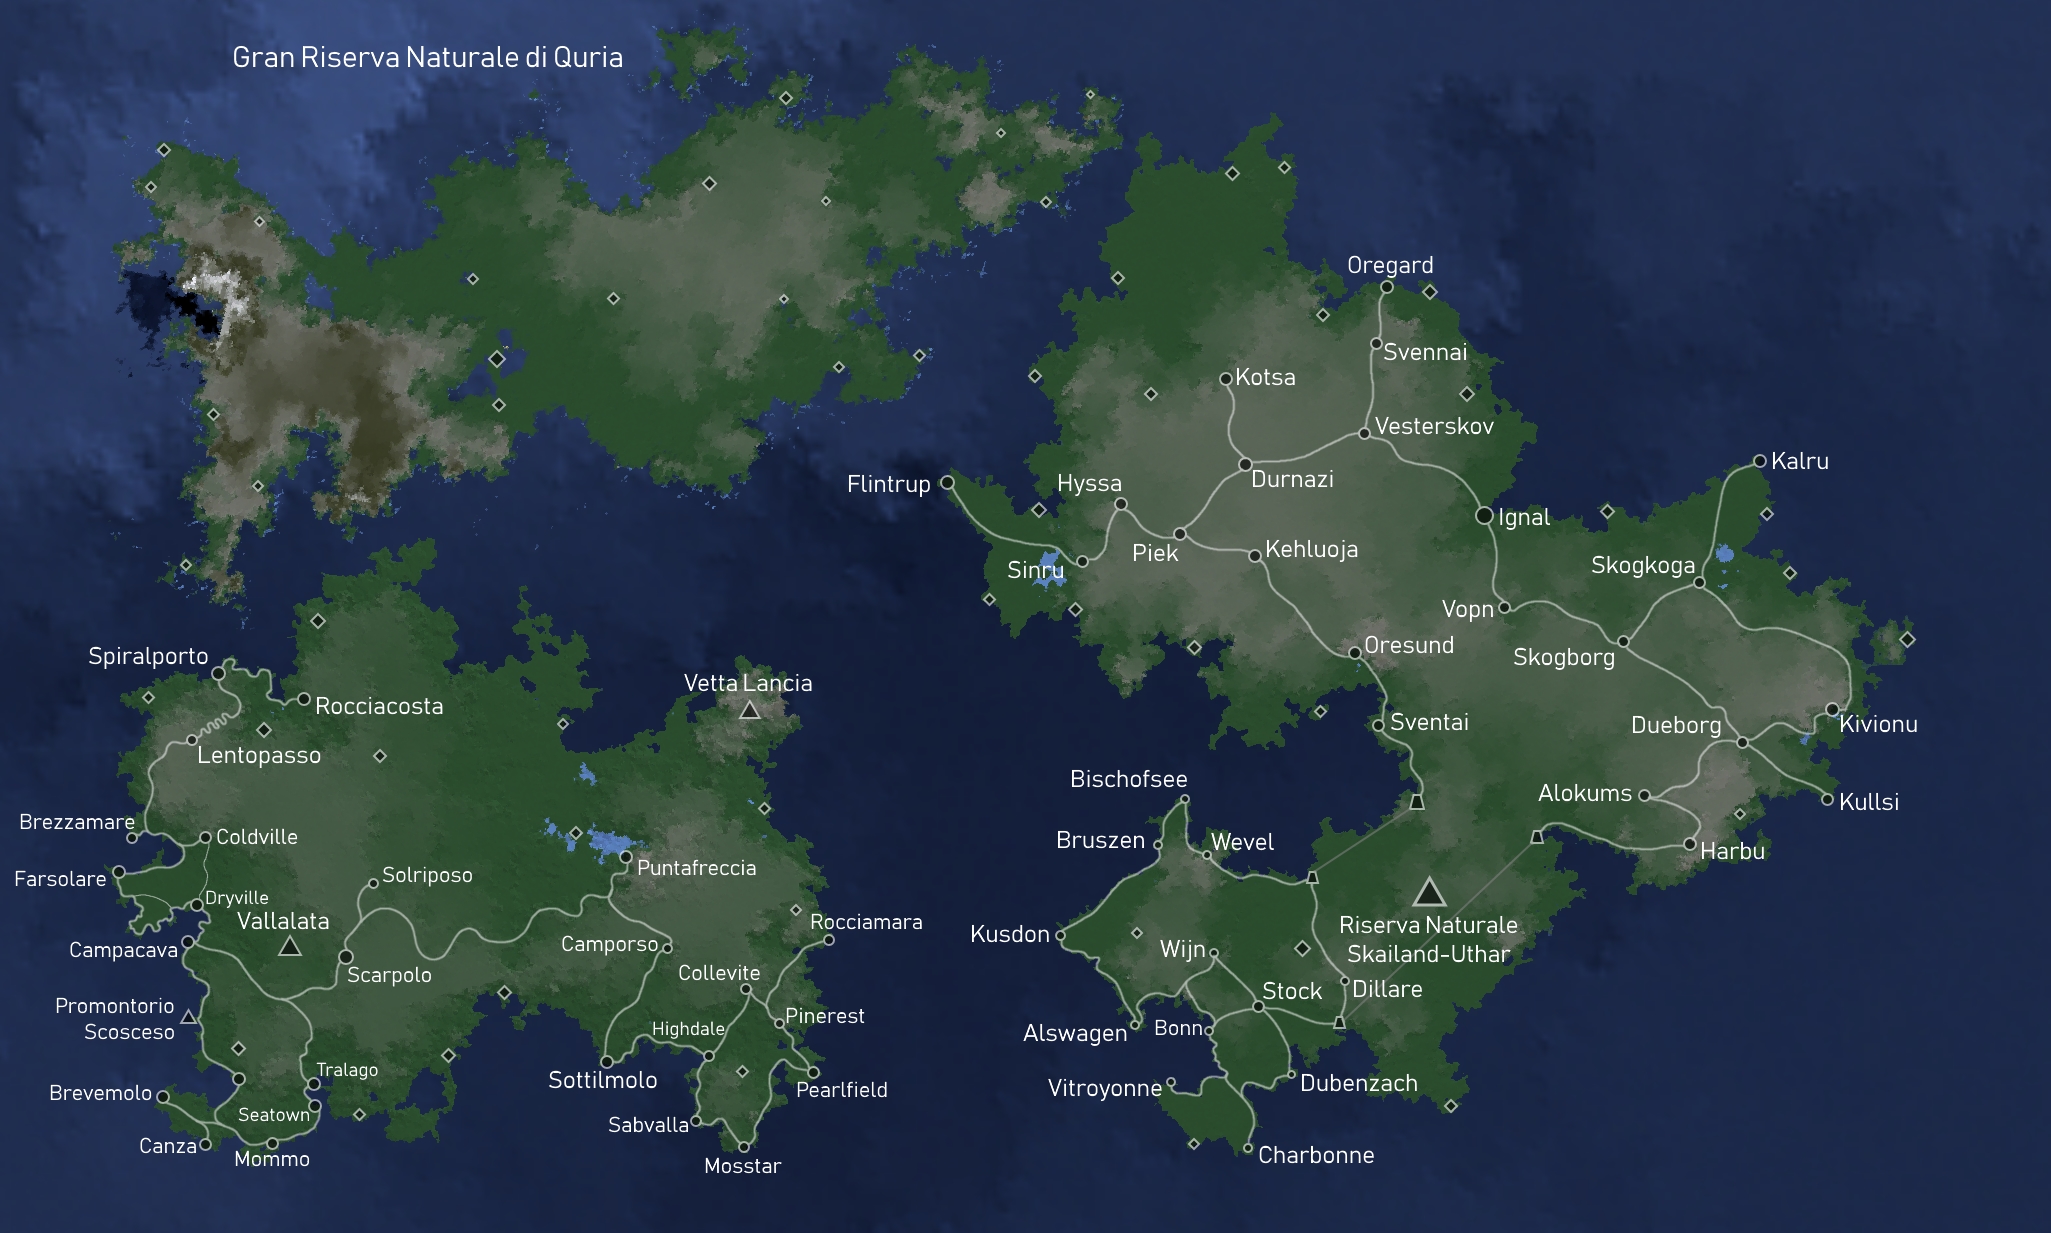 Gran Riserva Naturale di Quria
Oregard
Svennai
Kotsa
Vesterskov
Kalru
Flintrup
Hyssa
Durnazi
Ignal
Piek
Kehluoja
Sinru
Skogkoga
Vopn
Oresund
Skogborg
Spiralporto
Vetta Lancia
Rocciacosta
Sventai
Dueborg
Kivionu
Lentopasso
Bischofsee
Alokums
Kullsi
Brezzamare
Coldville
Bruszen
Wevel
Harbu
Farsolare
Solriposo
Puntafreccia
Dryville
Vallalata
Rocciamara
Riserva Naturale
Skailand-Uthar
Kusdon
Campacava
Camporso
Wijn
Scarpolo
Collevite
Stock
Dillare
Promontorio
Scosceso
Highdale
Pinerest
Alswagen
Bonn
Tralago
Sottilmolo
Pearlfield
Vitroyonne
Dubenzach
Brevemolo
Seatown
Sabvalla
Canza
Mommo
Mosstar
Charbonne